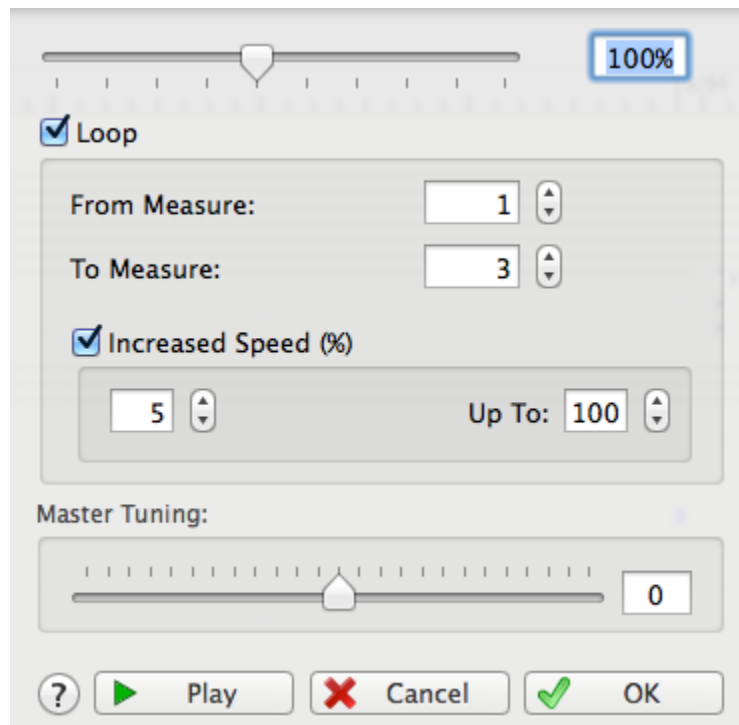 100%
Loop
From Measure: 1
To Measure: 3
Increased Speed (%)
5 Up To: 100
Master Tuning:
0
? Play Cancel OK